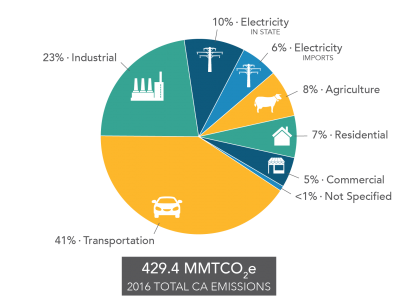 10% · Electricity
IN STATE
6% · Electricity
IMPORTS
23% · Industrial
8% · Agriculture
7% · Residential
5% · Commercial
<1% · Not Specified
41% · Transportation
429.4 MMTCO2e
2016 TOTAL CA EMISSIONS